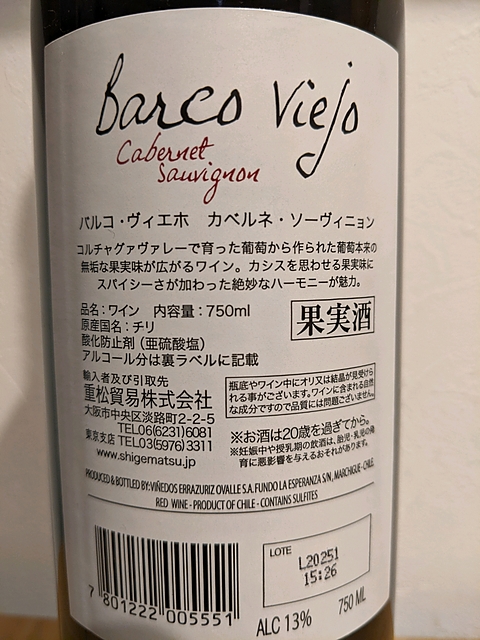 Barco Viejo
Cabernet
Sauvignon
バルコ・ヴィエホ カベルネ・ソーヴィニョン
コルチャグァヴァレーで育った葡萄から作られた葡萄本来の
無垢な果実味が広がるワイン。カシスを思わせる果実味に
スパイシーさが加わった絶妙なハーモニーが魅力。
品名：ワイン 内容量：750ml
原産国名：チリ
酸化防止剤（亜硫酸塩）
アルコール分は裏ラベルに記載
果実酒
輸入者及び引取先
重松貿易株式会社
大阪市中央区淡路町2-2-5
TEL06(6231)6081
東京支店 TEL03(5976)3311
www.shigematsu.jp
瓶底やワイン中にオリ又は結晶が見受けら
れる事がございます。ワインに含まれる自然
な成分ですので品質には問題ございません。
※お酒は20歳を過ぎてから。
※妊娠中や授乳期の飲酒は、胎児・乳児の発
育に悪影響を与えるおそれがあります。
PRODUCED & BOTTLED BY: VIÑEDOS ERRAZURIZ OVALLE S.A. FUNDO LA ESPERANZA S/N, MARCHIGUE - CHILE
RED WINE - PRODUCT OF CHILE - CONTAINS SULFITES
7 801222 005551
LOTE
L20251
15:26
ALC 13% 750 ML